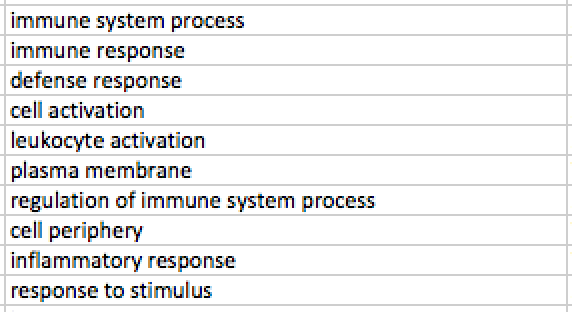 immune system process
immune response
defense response
cell activation
leukocyte activation
plasma membrane
regulation of immune system process
cell periphery
inflammatory response
response to stimulus